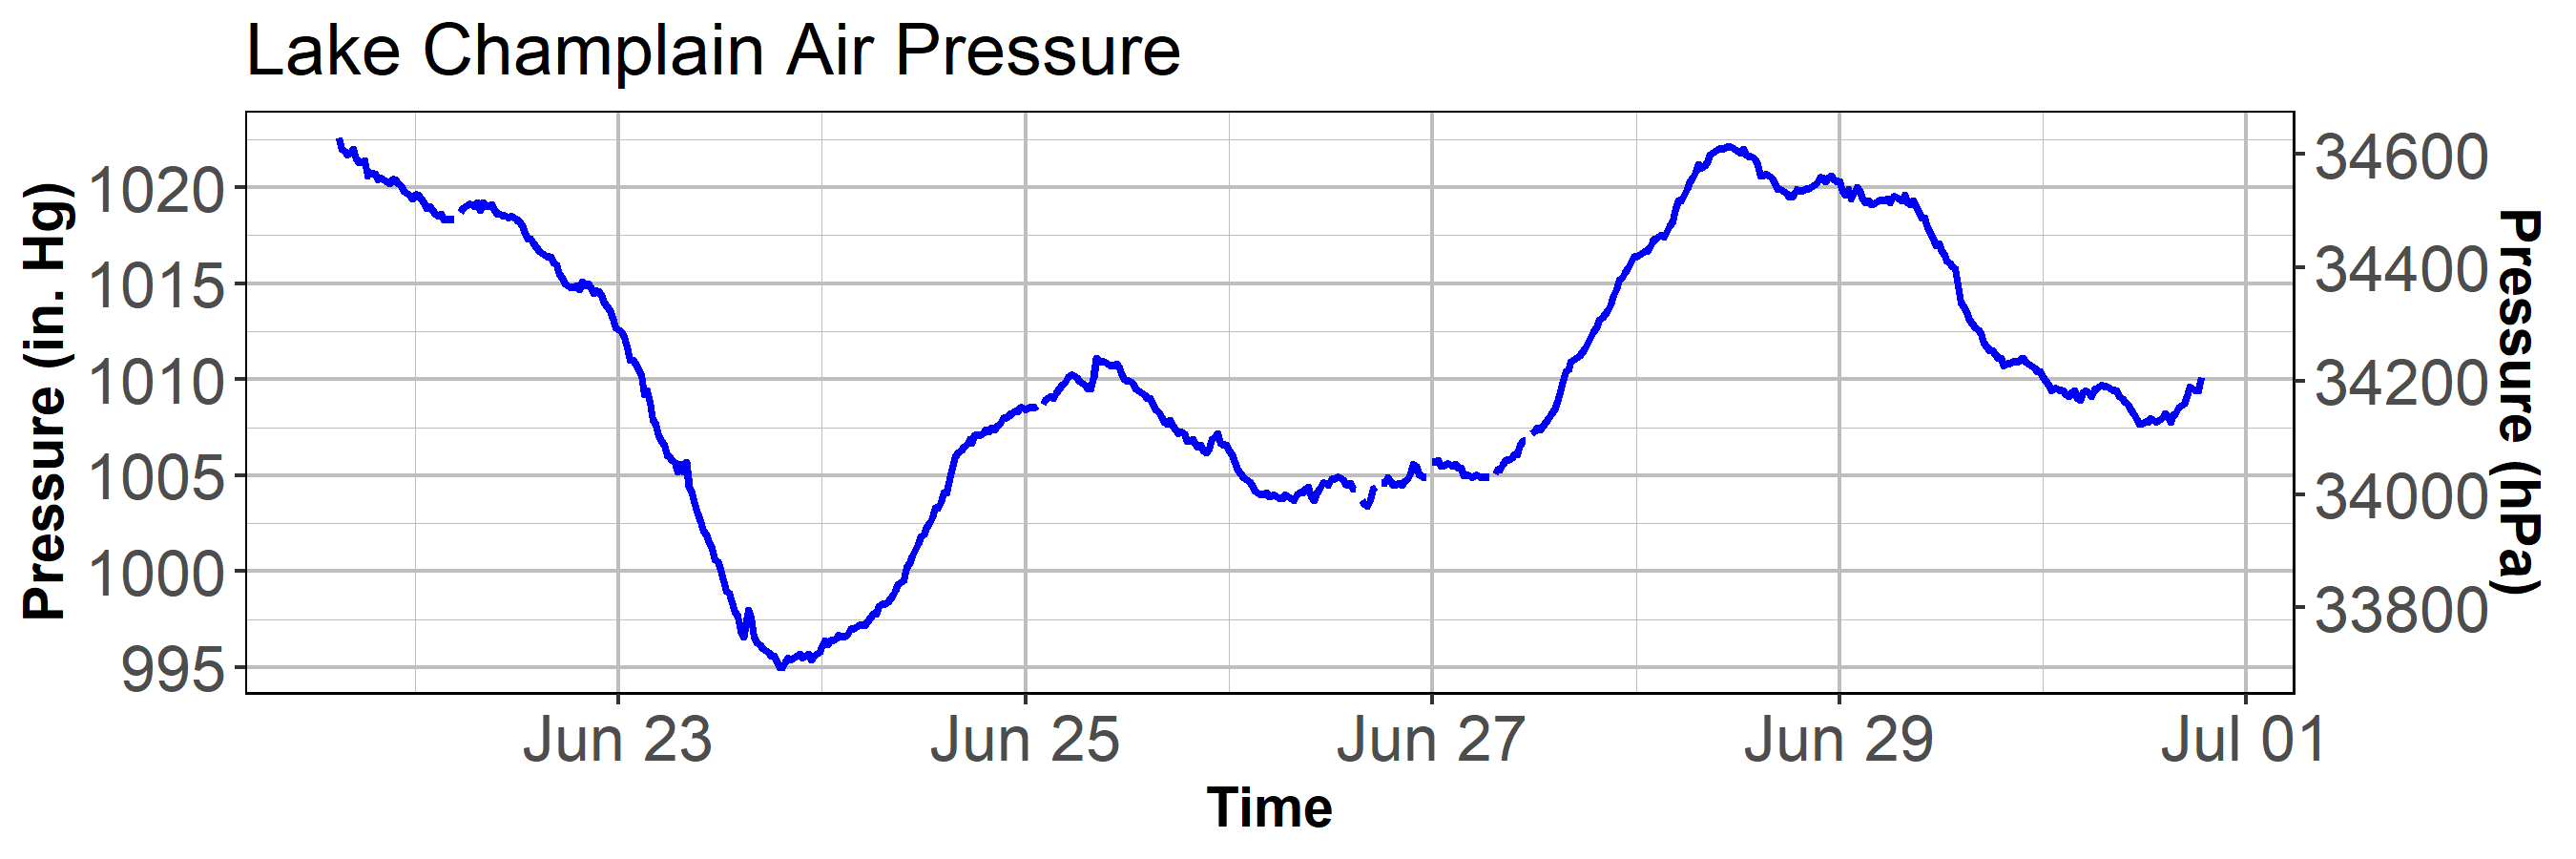 Lake Champlain Air Pressure
Pressure (in. Hg)
1020
1015
1010
1005
1000
995
34600
34400
34200
34000
33800
Pressure (hPa)
Jun 23
Jun 25
Jun 27
Jun 29
Jul 01
Time